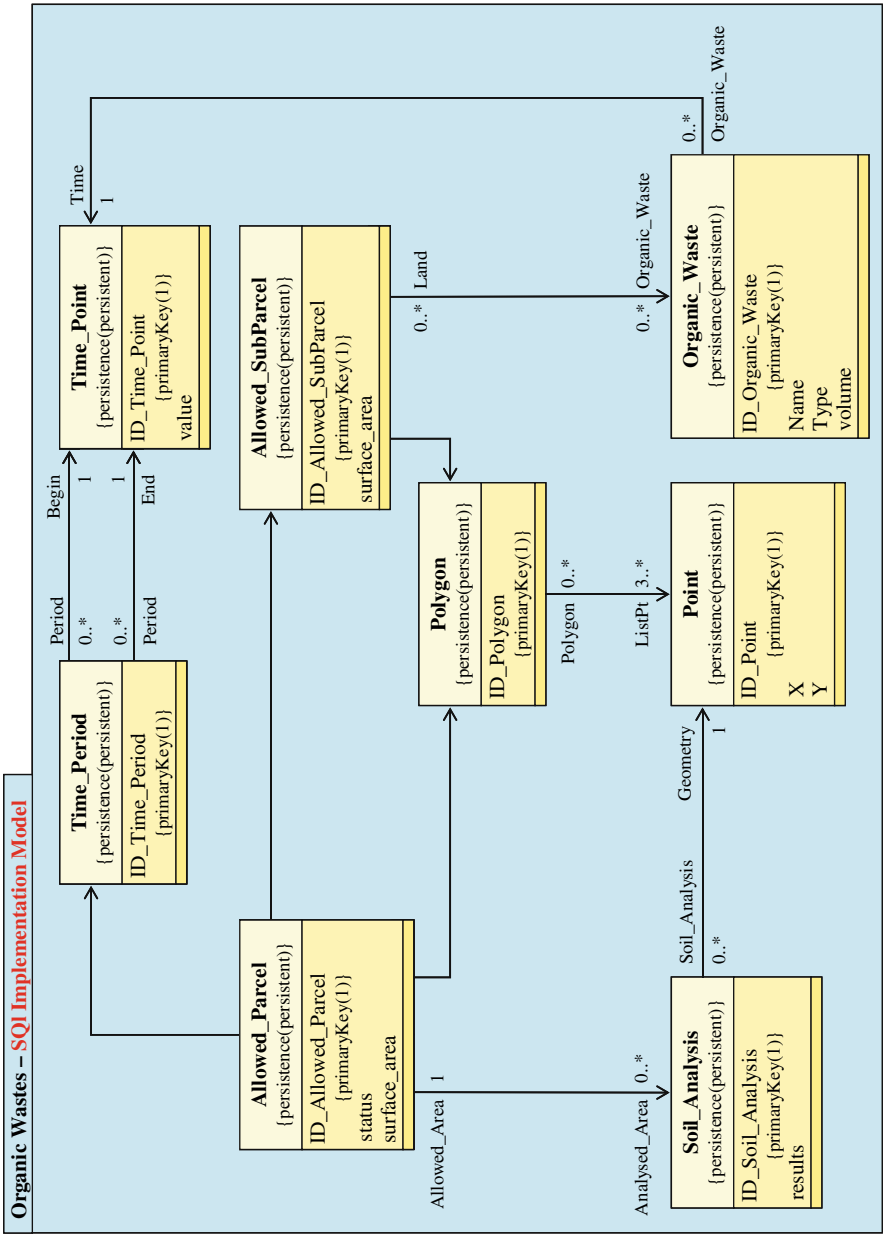 Organic Wastes – SQl Implementation Model
Time_Period
{persistence(persistent)}
ID_Time_Period
{primaryKey(1)}
Period
0..*
0..*
Period
Begin
1
1
End
Time_Point
{persistence(persistent)}
ID_Time_Point
{primaryKey(1)}
value
Time
1
Allowed_Parcel
{persistence(persistent)}
ID_Allowed_Parcel
{primaryKey(1)}
status
surface_area
Allowed_SubParcel
{persistence(persistent)}
ID_Allowed_SubParcel
{primaryKey(1)}
surface_area
Allowed_Area
1
0..*
Land
Polygon
{persistence(persistent)}
ID_Polygon
{primaryKey(1)}
Polygon
0..*
Analysed_Area
0..*
ListPt
3..*
0..*
Organic_Waste
Soil_Analysis
{persistence(persistent)}
ID_Soil_Analysis
{primaryKey(1)}
results
Soil_Analysis
0..*
Geometry
1
Point
{persistence(persistent)}
ID_Point
{primaryKey(1)}
X
Y
Organic_Waste
{persistence(persistent)}
ID_Organic_Waste
{primaryKey(1)}
Name
Type
volume
0..*
Organic_Waste